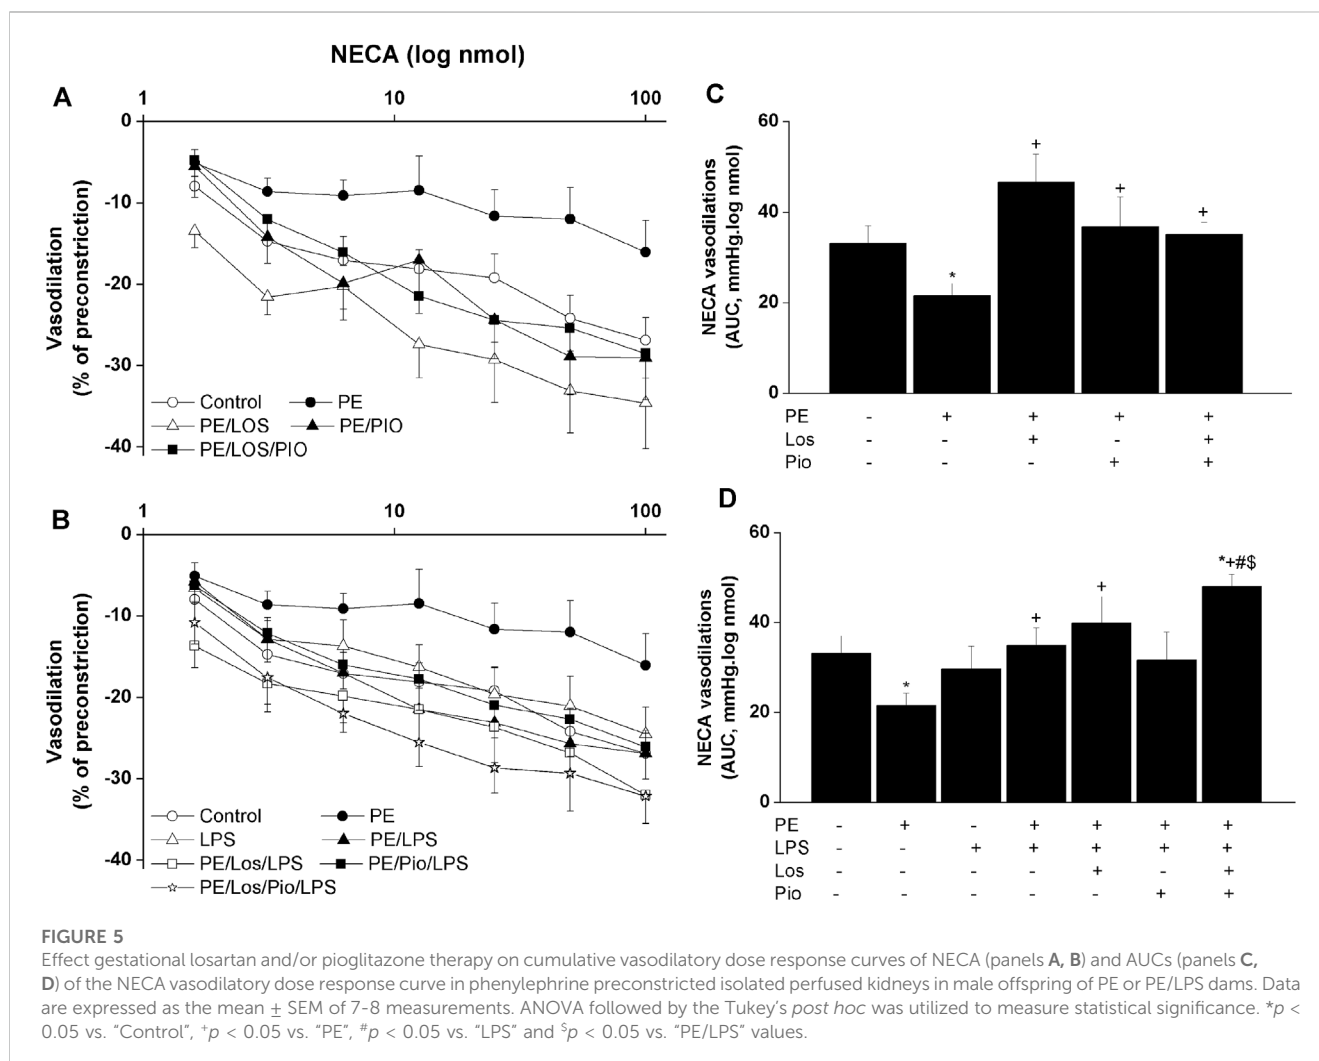 NECA (log nmol)
A
1 10 100
0
-10
-20
-30
-40
Vasodilation
(% of preconstriction)
Control PE
PE/LOS PE/PIO
PE/LOS/PIO
B
1 10 100
0
-10
-20
-30
-40
Vasodilation
(% of preconstriction)
Control PE
LPS PE/LPS
PE/Los/LPS PE/Pio/LPS
PE/Los/Pio/LPS
C
60
40
20
0
NECA vasodilations
(AUC, mmHg.log nmol)
* + + +
PE - + + + +
Los - - + - +
Pio - - - + +
D
60
40
20
0
NECA vasodilations
(AUC, mmHg.log nmol)
* + + *+#$
PE - + - + + + +
LPS - - + + + + +
Los - - - - + - +
Pio - - - - - + +
FIGURE 5
Effect gestational losartan and/or pioglitazone therapy on cumulative vasodilatory dose response curves of NECA (panels A, B) and AUCs (panels C,
D) of the NECA vasodilatory dose response curve in phenylephrine preconstricted isolated perfused kidneys in male offspring of PE or PE/LPS dams. Data
are expressed as the mean ± SEM of 7-8 measurements. ANOVA followed by the Tukey's post hoc was utilized to measure statistical significance. *p <
0.05 vs. “Control”, +p < 0.05 vs. “PE”, #p < 0.05 vs. “LPS” and $p < 0.05 vs. “PE/LPS” values.